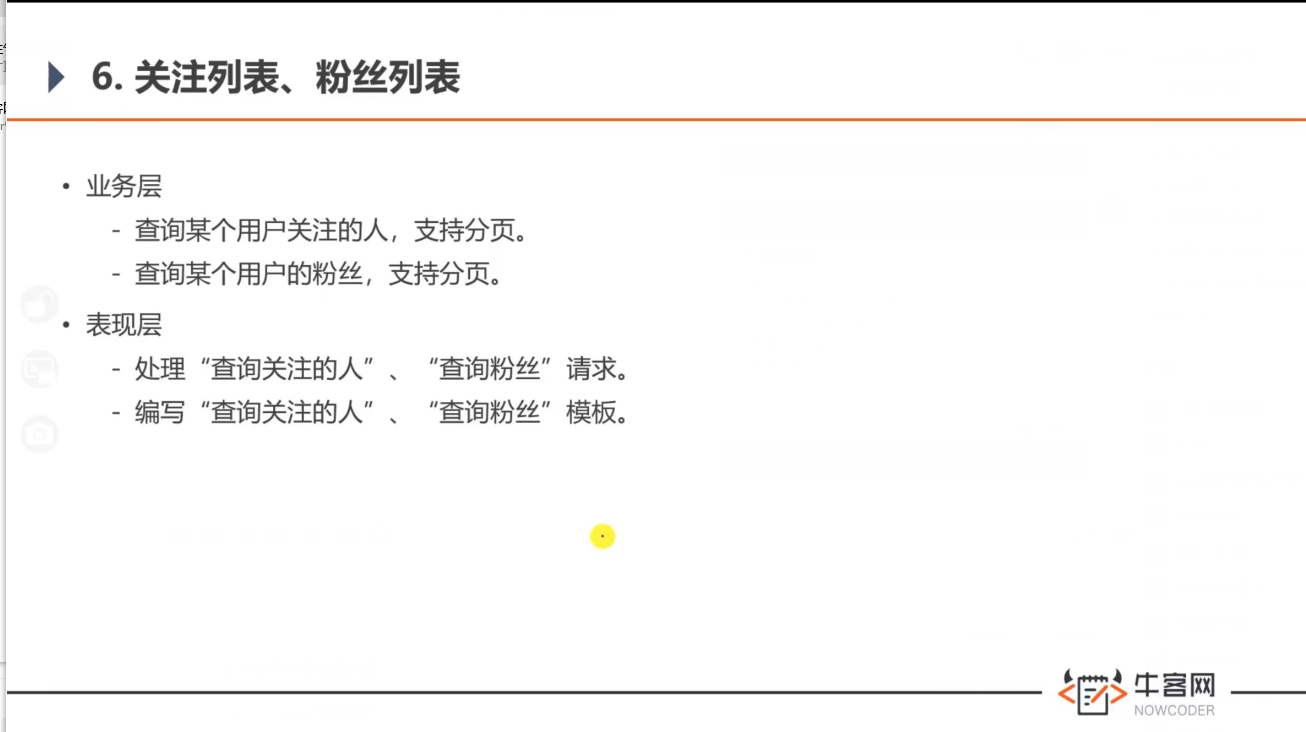 6. 关注列表、粉丝列表
• 业务层
- 查询某个用户关注的人，支持分页。
- 查询某个用户的粉丝，支持分页。
• 表现层
- 处理“查询关注的人”、“查询粉丝”请求。
- 编写“查询关注的人”、“查询粉丝”模板。
牛客网
NOWCODER